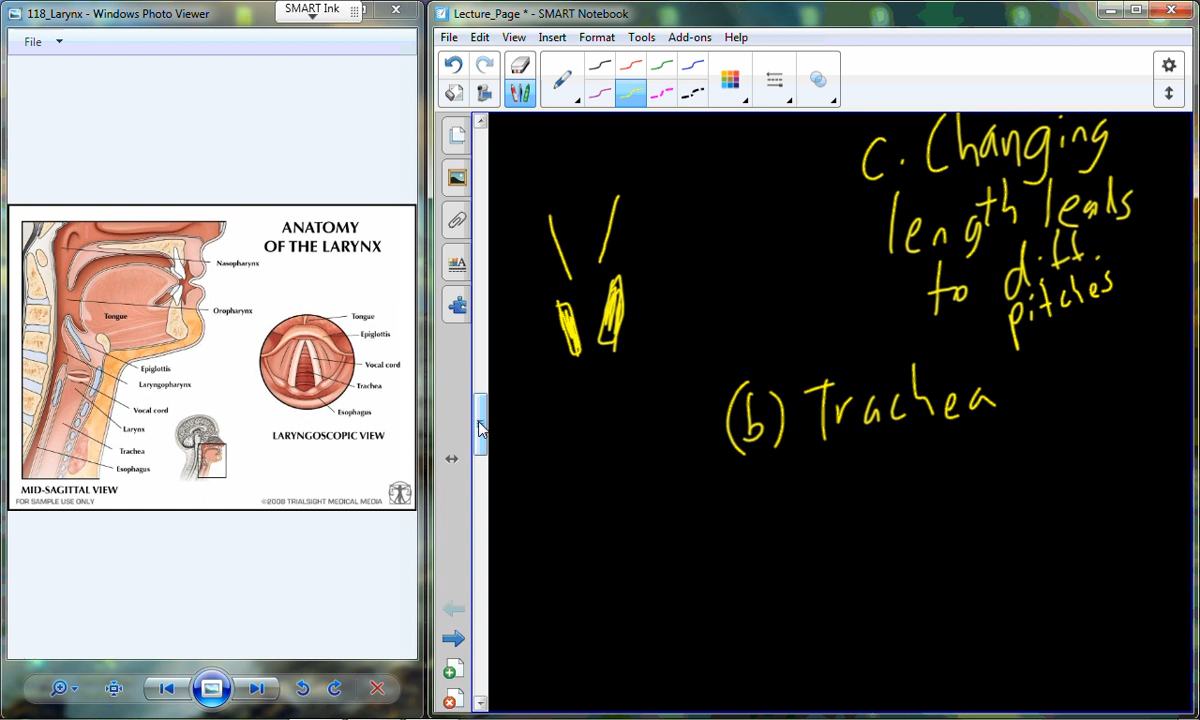 118_Larynx - Windows Photo Viewer
SMART Ink
File
ANATOMY
OF THE LARYNX
Nasopharynx
Oropharynx
Tongue
Epiglottis
Laryngopharynx
Vocal cord
Larynx
Trachea
Esophagus
Tongue
Epiglottis
Vocal cord
Trachea
Esophagus
LARYNGOSCOPIC VIEW
MID-SAGITTAL VIEW
FOR SAMPLE USE ONLY
©2008 TRIALSIGHT MEDICAL MEDIA
Lecture_Page * - SMART Notebook
File Edit View Insert Format Tools Add-ons Help
c. Changing
length leads
to diff.
pitches
(b) Trachea